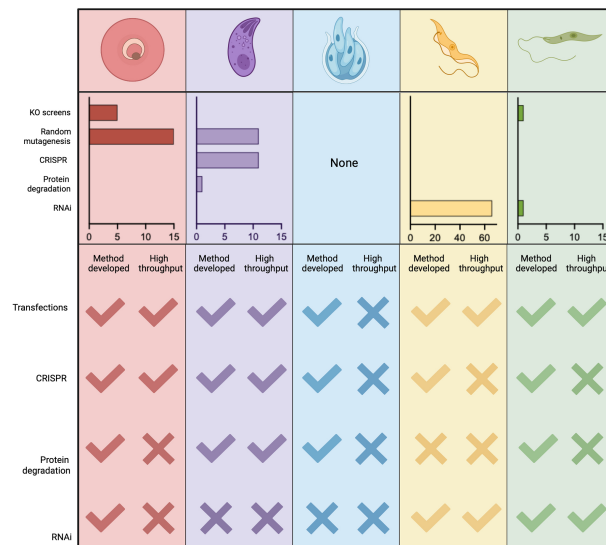 KO screens
Random
mutagenesis
CRISPR
Protein
degradation
RNAi
None
0 5 10 15
0 5 10 15
0 20 40 60
0 5 10 15
Method developed High throughput Method developed High throughput Method developed High throughput Method developed High throughput Method developed High throughput
Transfections
CRISPR
Protein
degradation
RNAi